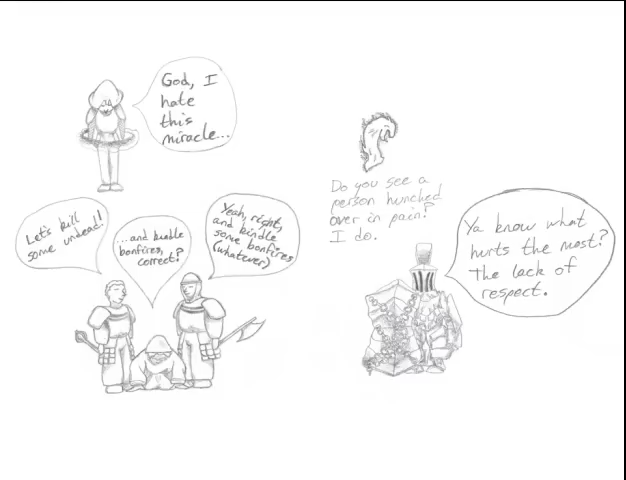 God, I
hate
this
miracle...
Let's kill
some undead!
...and kindle
bonfires,
correct?
Yeah, right,
and kindle
some bonfires
(whatever)
Do you see a
person hunched
over in pain?
I do.
Ya know what
hurts the most?
The lack of
respect.